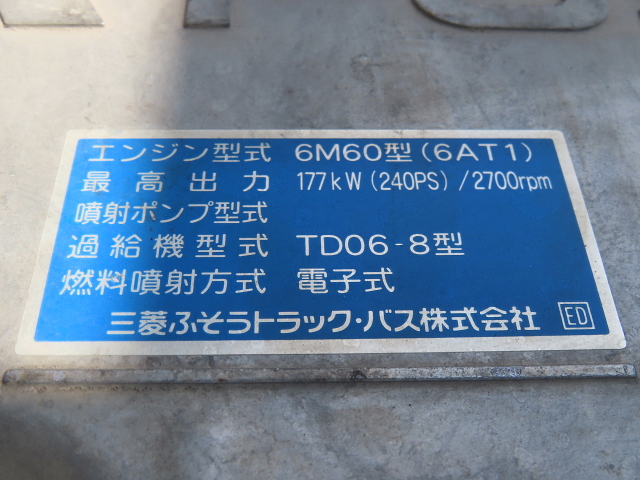 エンジン型式 6M60型(6AT1)
最高出力 177kW(240PS)/2700rpm
噴射ポンプ型式
過給機型式 TD06-8型
燃料噴射方式 電子式
三菱ふそうトラック・バス株式会社 ED